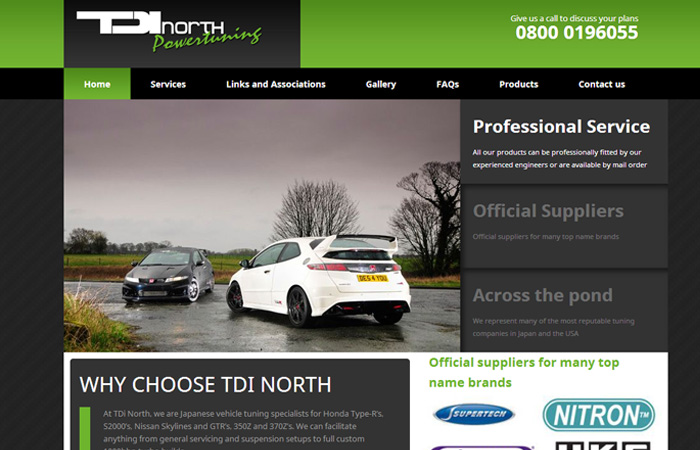 TDI NORTH
Powertuning
Give us a call to discuss your plans
0800 0196055
Home Services Links and Associations Gallery FAQs Products Contact us
Professional Service
All our products can be professionally fitted by our
experienced engineers or are available by mail order
Official Suppliers
Official suppliers for many top name brands
Across the pond
We represent many of the most reputable tuning
companies in Japan and the USA
WHY CHOOSE TDI NORTH
At TDi North. we are Japanese vehicle tuning specialists for Honda Type-R's,
S2000's, Nissan Skylines and GTR's, 350Z and 370Z's. We can facilitate
anything from general servicing and suspension setups to full custom
Official suppliers for many top
name brands
SUPERTECH
NITRON